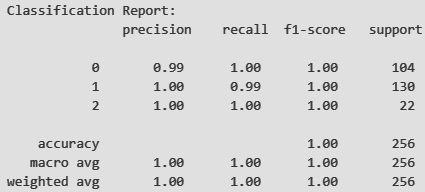 Classification Report:
precision recall f1-score support
0 0.99 1.00 1.00 104
1 1.00 0.99 1.00 130
2 1.00 1.00 1.00 22
accuracy 1.00 256
macro avg 1.00 1.00 1.00 256
weighted avg 1.00 1.00 1.00 256